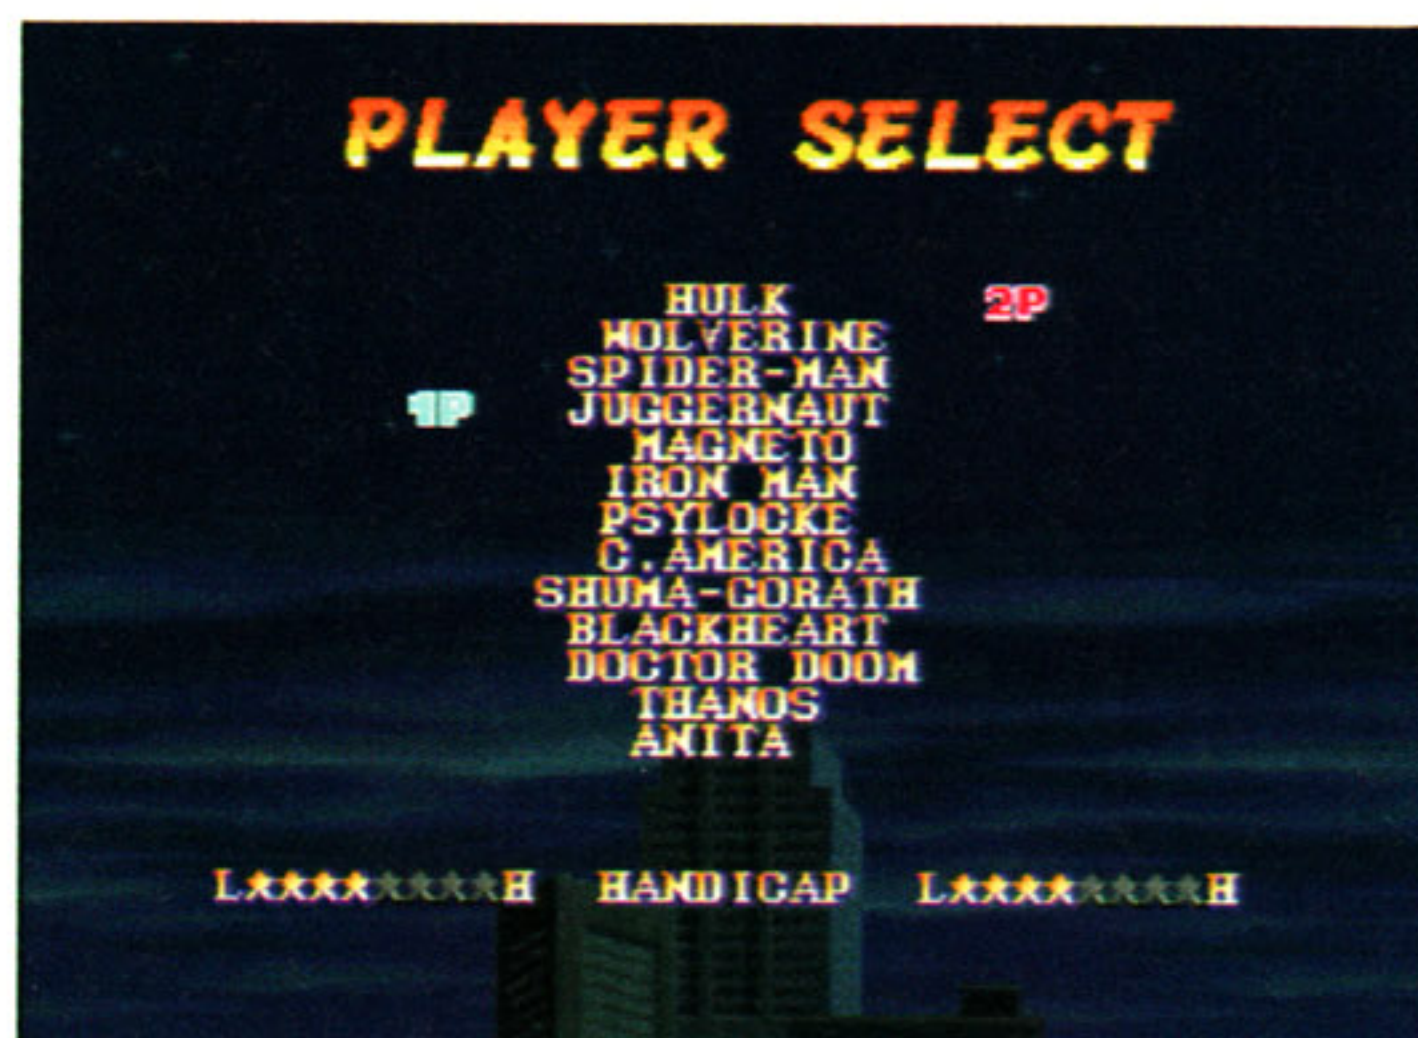 PLAYER SELECT
HULK 2P
WOLVERINE
SPIDER-MAN
1P JUGGERNAUT
MAGNETO
IRON MAN
PSYLOCKE
C.AMERICA
SHUMA-GORATH
BLACKHEART
DOCTOR DOOM
THANOS
ANITA
L★★★★★★★★H HANDICAP L★★★★★★★★H